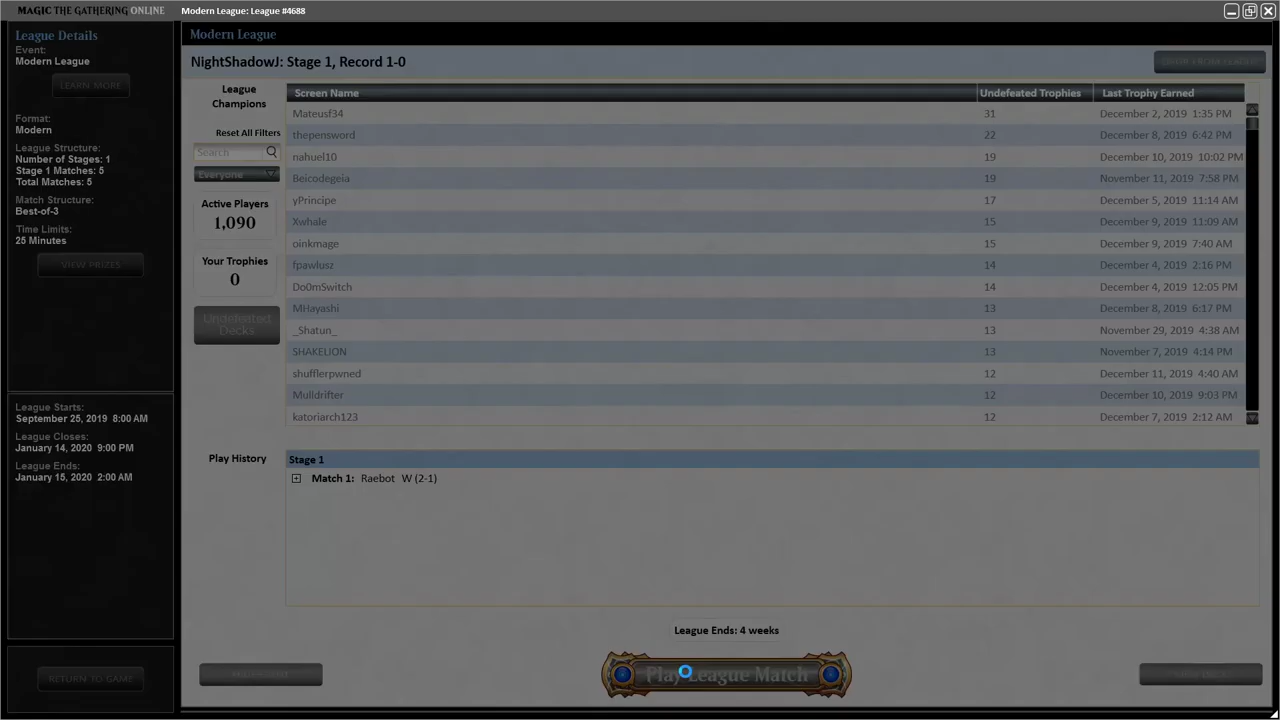 MAGIC THE GATHERING ONLINE
Modern League: League #4688
League Details
Event:
Modern League
LEARN MORE
Format:
Modern
League Structure:
Number of Stages: 1
Stage 1 Matches: 5
Total Matches: 5
Match Structure:
Best-of-3
Time Limits:
25 Minutes
VIEW PRIZES
League Starts:
September 25, 2019 8:00 AM
League Closes:
January 14, 2020 9:00 PM
League Ends:
January 15, 2020 2:00 AM
RETURN TO GAME
Modern League
NightShadowJ: Stage 1, Record 1-0
League
Champions
Reset All Filters
Search
Everyone
Active Players
1,090
Your Trophies
0
Undefeated
Decks
Screen Name Undefeated Trophies Last Trophy Earned
Mateusf34 31 December 2, 2019 1:35 PM
thepensword 22 December 8, 2019 6:42 PM
nahuel10 19 December 10, 2019 10:02 PM
Beicodegeia 19 November 11, 2019 7:58 PM
yPrincipe 17 December 5, 2019 11:14 AM
Xwhale 15 December 9, 2019 11:09 AM
oinkmage 15 December 9, 2019 7:40 AM
fpawlusz 14 December 4, 2019 2:16 PM
Do0mSwitch 14 December 4, 2019 12:05 PM
MHayashi 13 December 8, 2019 6:17 PM
_Shatun_ 13 November 29, 2019 4:38 AM
SHAKELION 13 November 7, 2019 4:14 PM
shufflerpwned 12 December 11, 2019 4:40 AM
Mulldrifter 12 December 10, 2019 9:03 PM
katoriarch123 12 December 7, 2019 2:12 AM
Play History
Stage 1
Match 1: Raebot W (2-1)
League Ends: 4 weeks
Play League Match